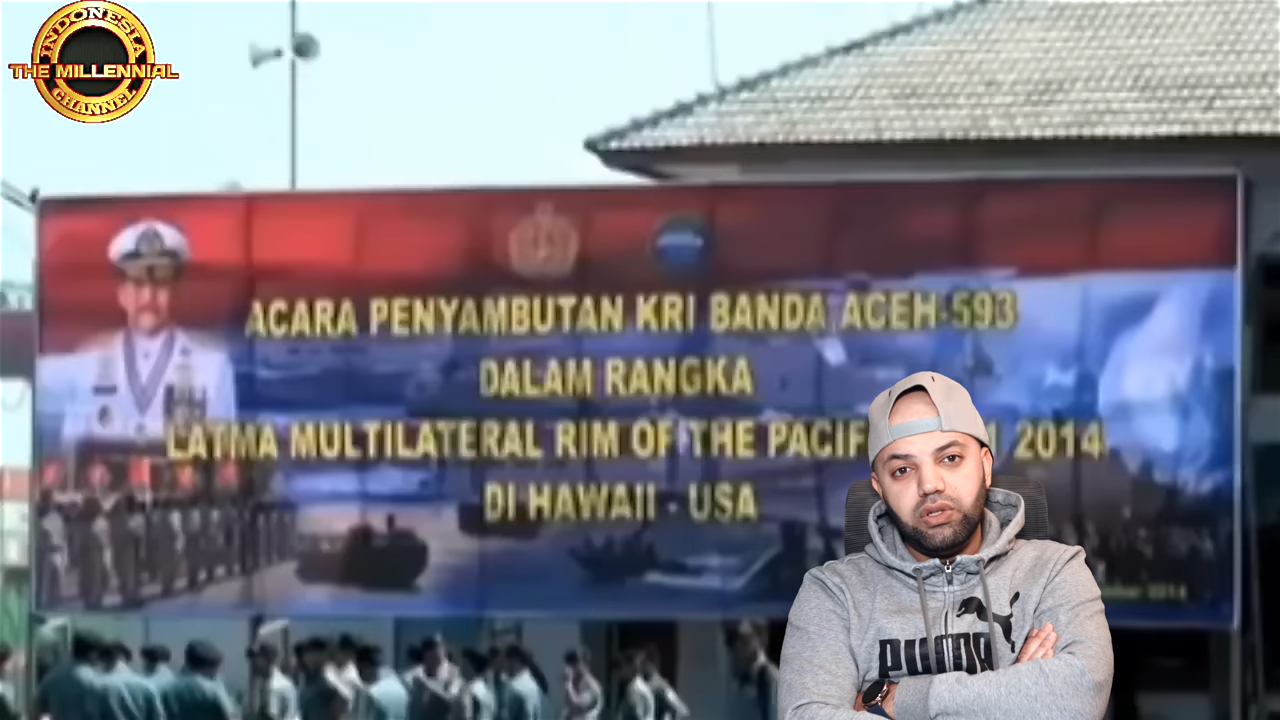 INDONESIA
THE MILLENNIAL
CHANNEL
ACARA PENYAMBUTAN KRI BANDA ACEH-593
DALAM RANGKA
LATMA MULTILATERAL RIM OF THE PACIF 2014
DI HAWAII - USA
2014
PUMA